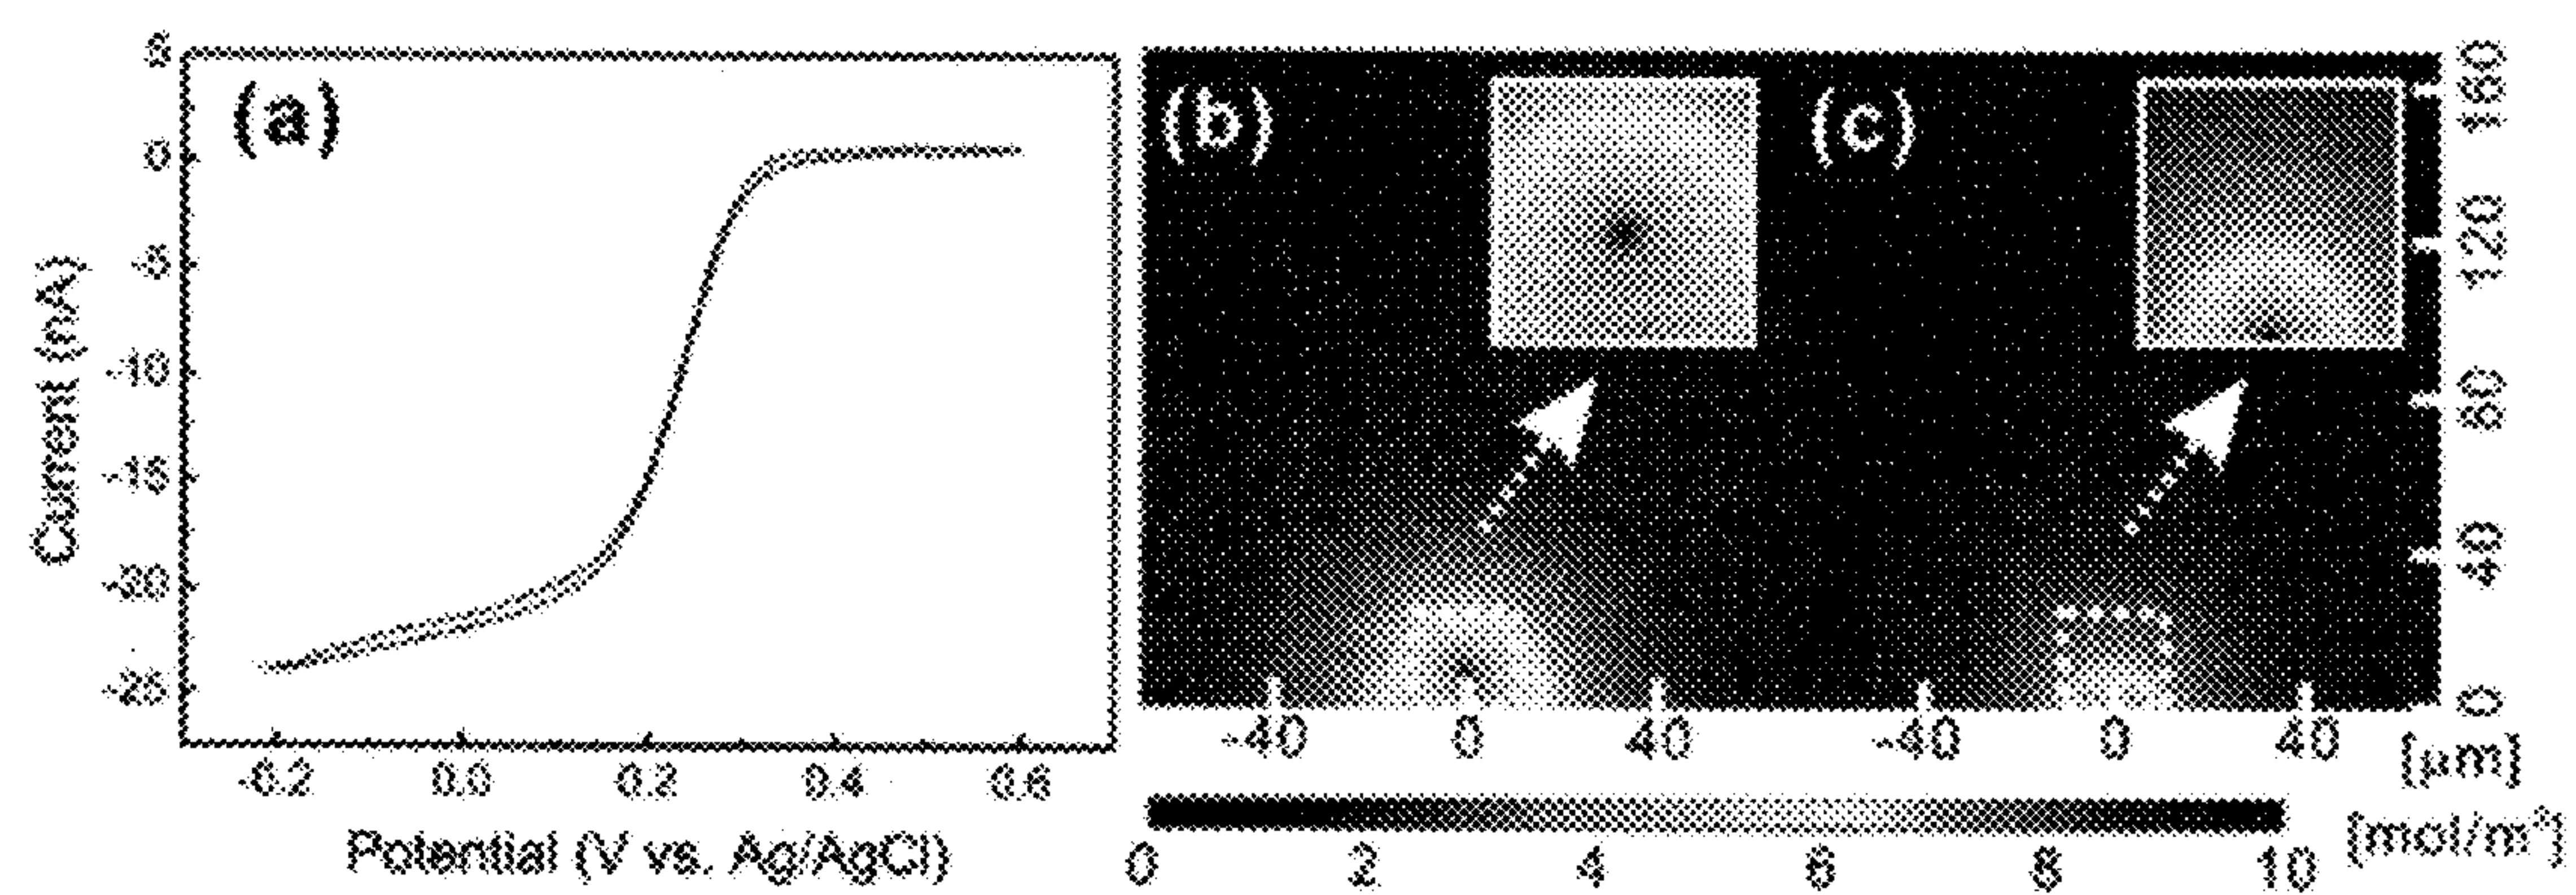 (a)
5
0
-5
-10
-15
-20
-25
Current (nA)
-0.2 0.0 0.2 0.4 0.6
Potential (V vs. Ag/AgCl)
(b)
(c)
160
120
80
40
0
-40 0 40 -40 0 40
[μm]
0 2 4 6 8 10
[mol/m³]